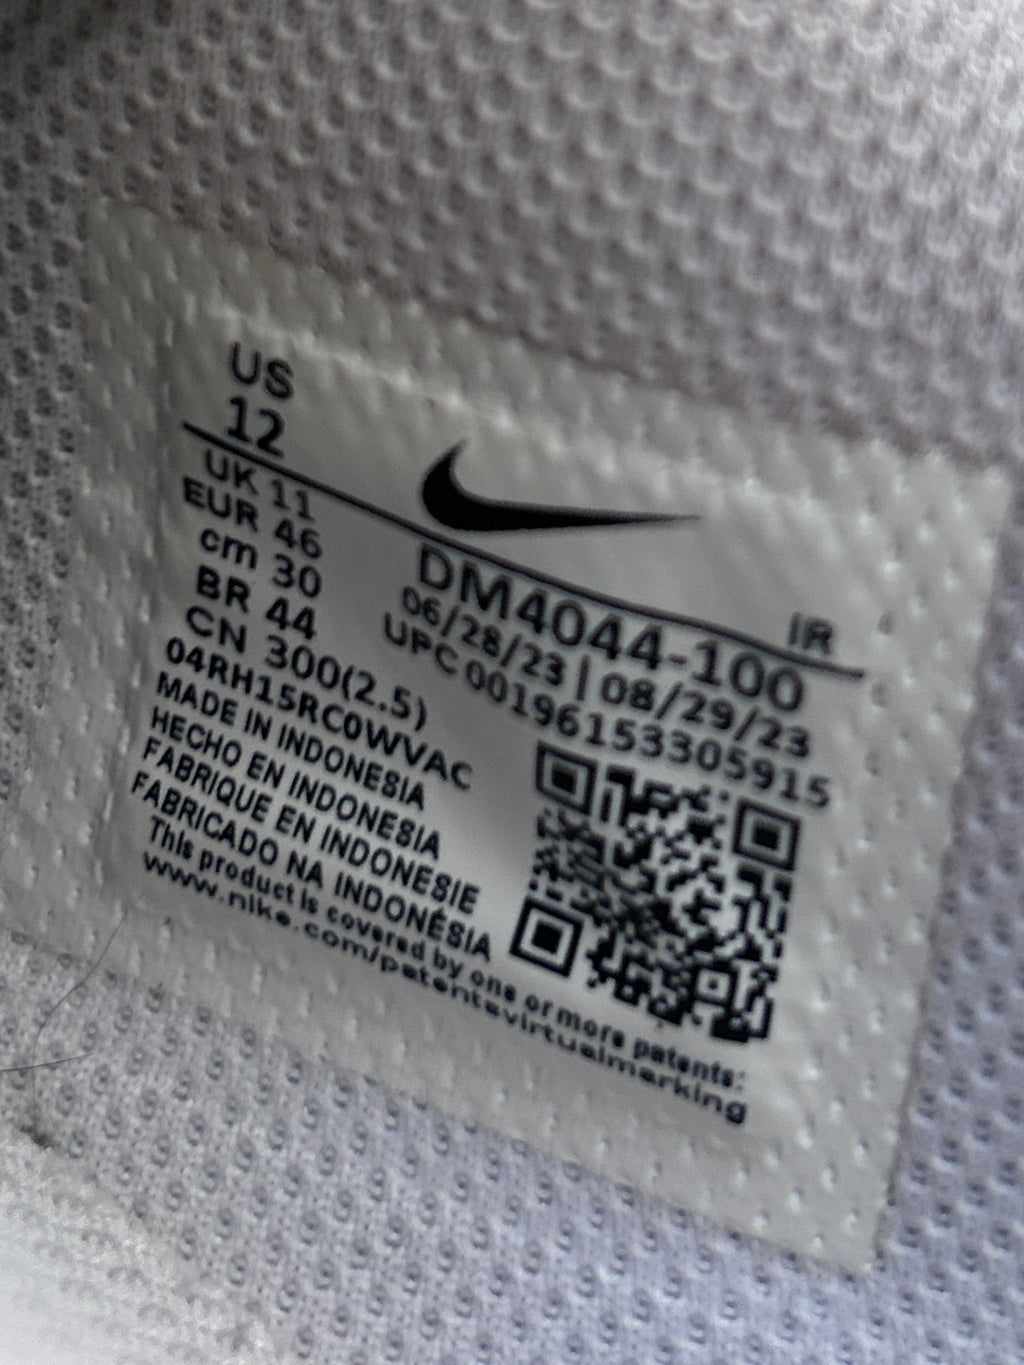 US
12
UK 11
EUR 46
cm 30
BR 44
CN 300(2.5)
04RH15RC0WVAC
MADE IN INDONESIA
HECHO EN INDONESIA
FABRIQUE EN INDONESIE
FABRICADO NA INDONÉSIA
This product is covered by one or more patents:
www.nike.com/patentsvirtualmarking
IR
DM4044-100
06/28/23 | 08/29/23
UPC 00196153305915